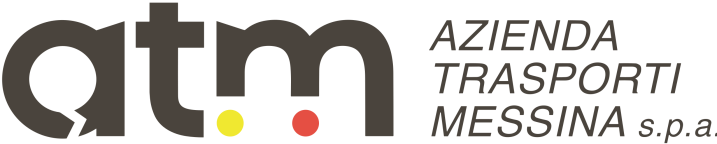 atm
AZIENDA
TRASPORTI
MESSINA s.p.a.